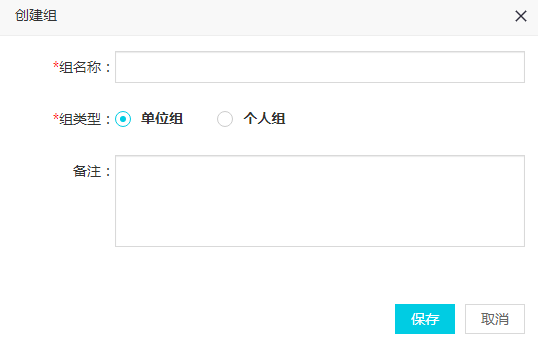 创建组
*组名称：
*组类型： 单位组 个人组
备注：
保存 取消